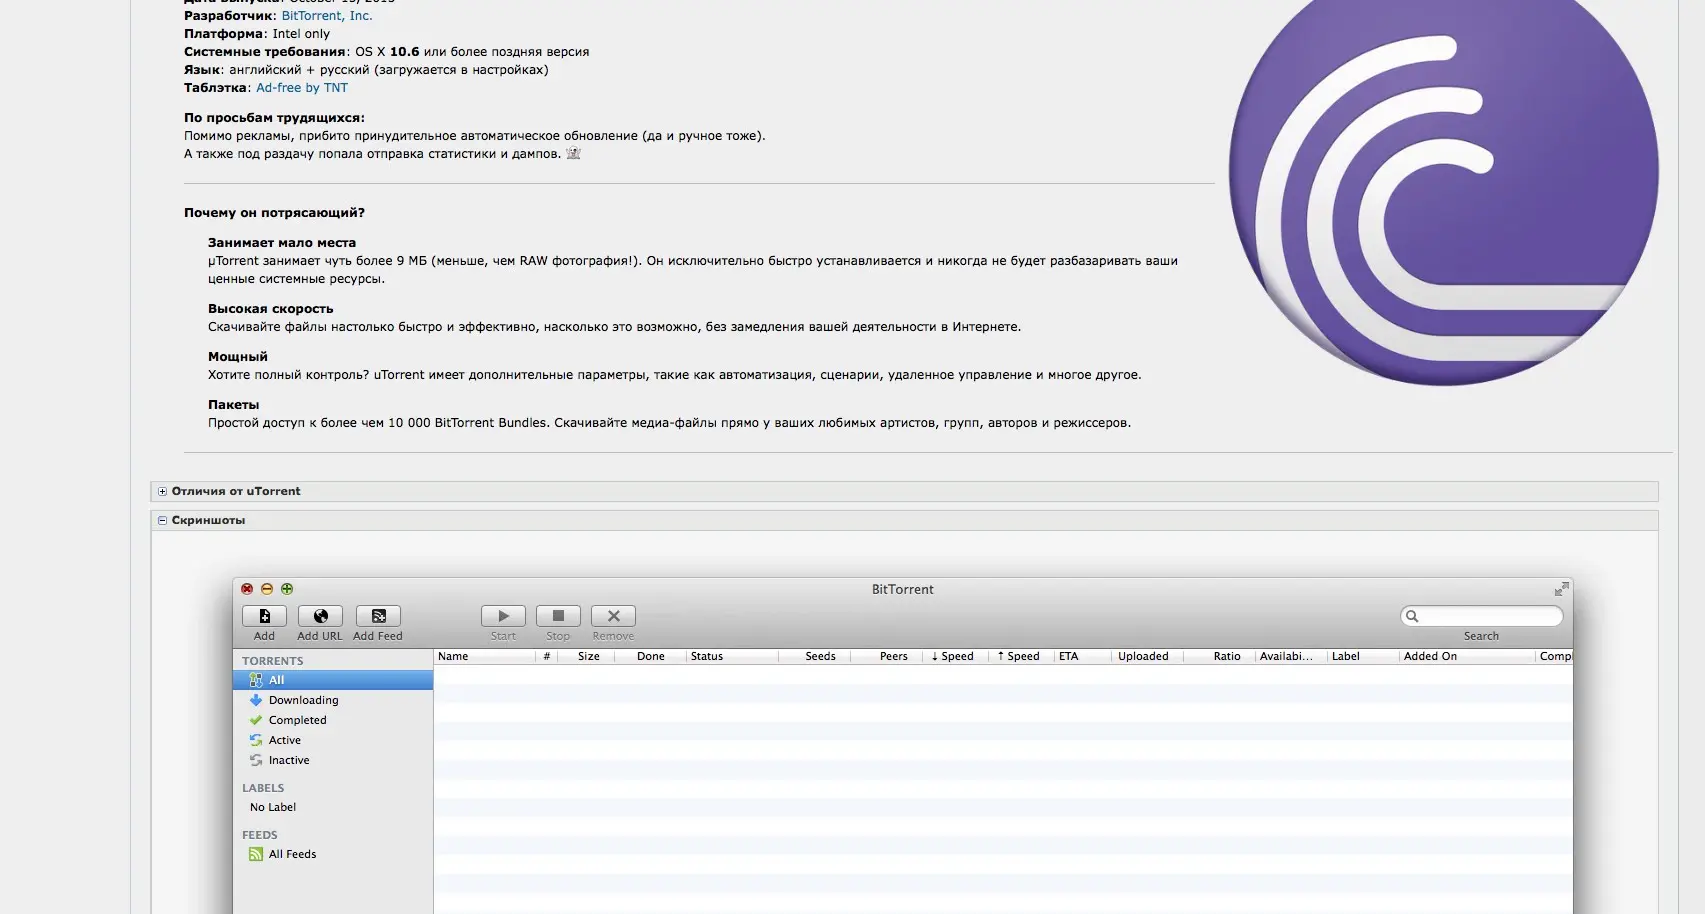 Дата выпуска: October 13, 2015
Разработчик: BitTorrent, Inc.
Платформа: Intel only
Системные требования: OS X 10.6 или более поздняя версия
Язык: английский + русский (загружается в настройках)
Таблэтка: Ad-free by TNT
По просьбам трудящихся:
Помимо рекламы, прибито принудительное автоматическое обновление (да и ручное тоже).
А также под раздачу попала отправка статистики и дампов.
Почему он потрясающий?
Занимает мало места
µTorrent занимает чуть более 9 МБ (меньше, чем RAW фотография!). Он исключительно быстро устанавливается и никогда не будет разбазаривать ваши
ценные системные ресурсы.
Высокая скорость
Скачивайте файлы настолько быстро и эффективно, насколько это возможно, без замедления вашей деятельности в Интернете.
Мощный
Хотите полный контроль? uTorrent имеет дополнительные параметры, такие как автоматизация, сценарии, удаленное управление и многое другое.
Пакеты
Простой доступ к более чем 10 000 BitTorrent Bundles. Скачивайте медиа-файлы прямо у ваших любимых артистов, групп, авторов и режиссеров.
Отличия от uTorrent
Скриншоты
BitTorrent
Add Add URL Add Feed Start Stop Remove Search
TORRENTS Name # Size Done Status Seeds Peers ↓ Speed ↑ Speed ETA Uploaded Ratio Availabi... Label Added On Compl
All
Downloading
Completed
Active
Inactive
LABELS
No Label
FEEDS
All Feeds